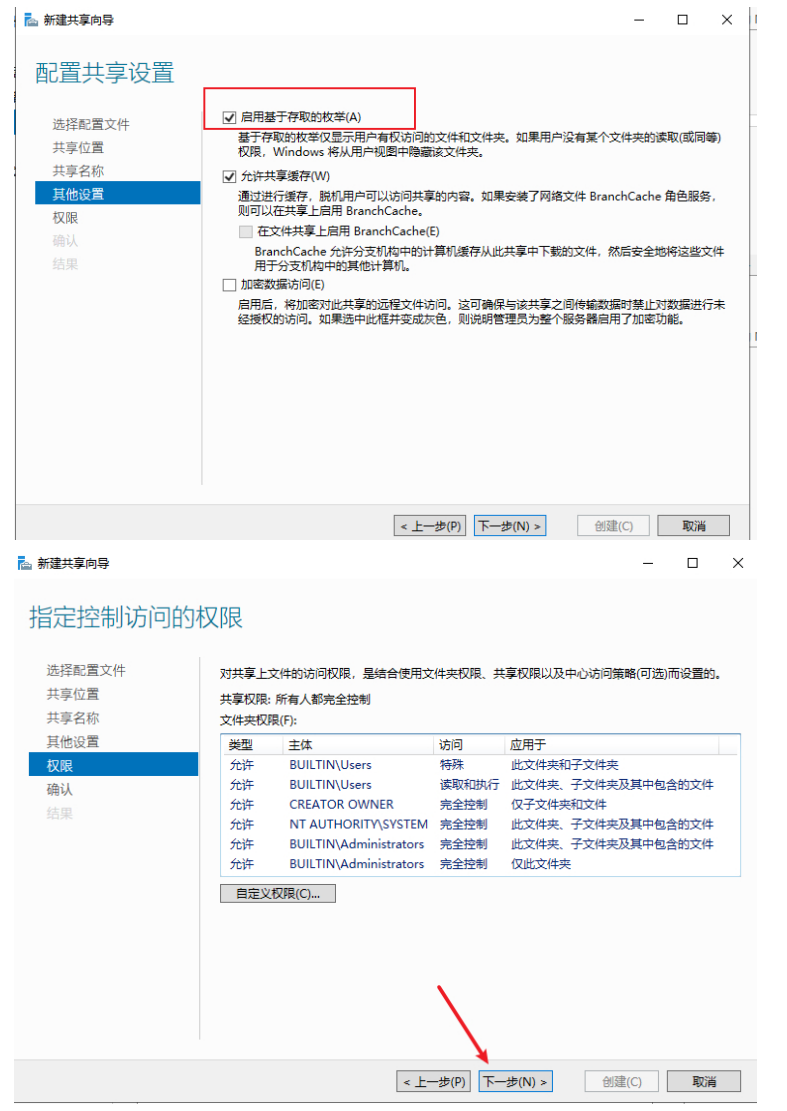 新建共享向导
配置共享设置
选择配置文件
共享位置
共享名称
其他设置
权限
确认
结果
启用基于存取的枚举(A)
基于存取的枚举仅显示用户有权访问的文件和文件夹。如果用户没有某个文件夹的读取(或同等)
权限，Windows 将从用户视图中隐藏该文件夹。
允许共享缓存(W)
通过进行缓存，脱机用户可以访问共享的内容。如果安装了网络文件 BranchCache 角色服务，
则可以在共享上启用 BranchCache。
在文件共享上启用 BranchCache(E)
BranchCache 允许分支机构中的计算机缓存从此共享中下载的文件，然后安全地将这些文件
用于分支机构中的其他计算机。
加密数据访问(E)
启用后，将加密对此共享的远程文件访问。这可确保与该共享之间传输数据时禁止对数据进行未
经授权的访问。如果选中此框并变成灰色，则说明管理员为整个服务器启用了加密功能。
< 上一步(P) 下一步(N) > 创建(C) 取消
新建共享向导
指定控制访问的权限
选择配置文件
共享位置
共享名称
其他设置
权限
确认
结果
对共享上文件的访问权限，是结合使用文件夹权限、共享权限以及中心访问策略(可选)而设置的。
共享权限: 所有人都完全控制
文件夹权限(F):
类型 主体 访问 应用于
允许 BUILTIN\Users 特殊 此文件夹和子文件夹
允许 BUILTIN\Users 读取和执行 此文件夹、子文件夹及其中包含的文件
允许 CREATOR OWNER 完全控制 仅子文件夹和文件
允许 NT AUTHORITY\SYSTEM 完全控制 此文件夹、子文件夹及其中包含的文件
允许 BUILTIN\Administrators 完全控制 此文件夹、子文件夹及其中包含的文件
允许 BUILTIN\Administrators 完全控制 仅此文件夹
自定义权限(C)...
< 上一步(P) 下一步(N) > 创建(C) 取消